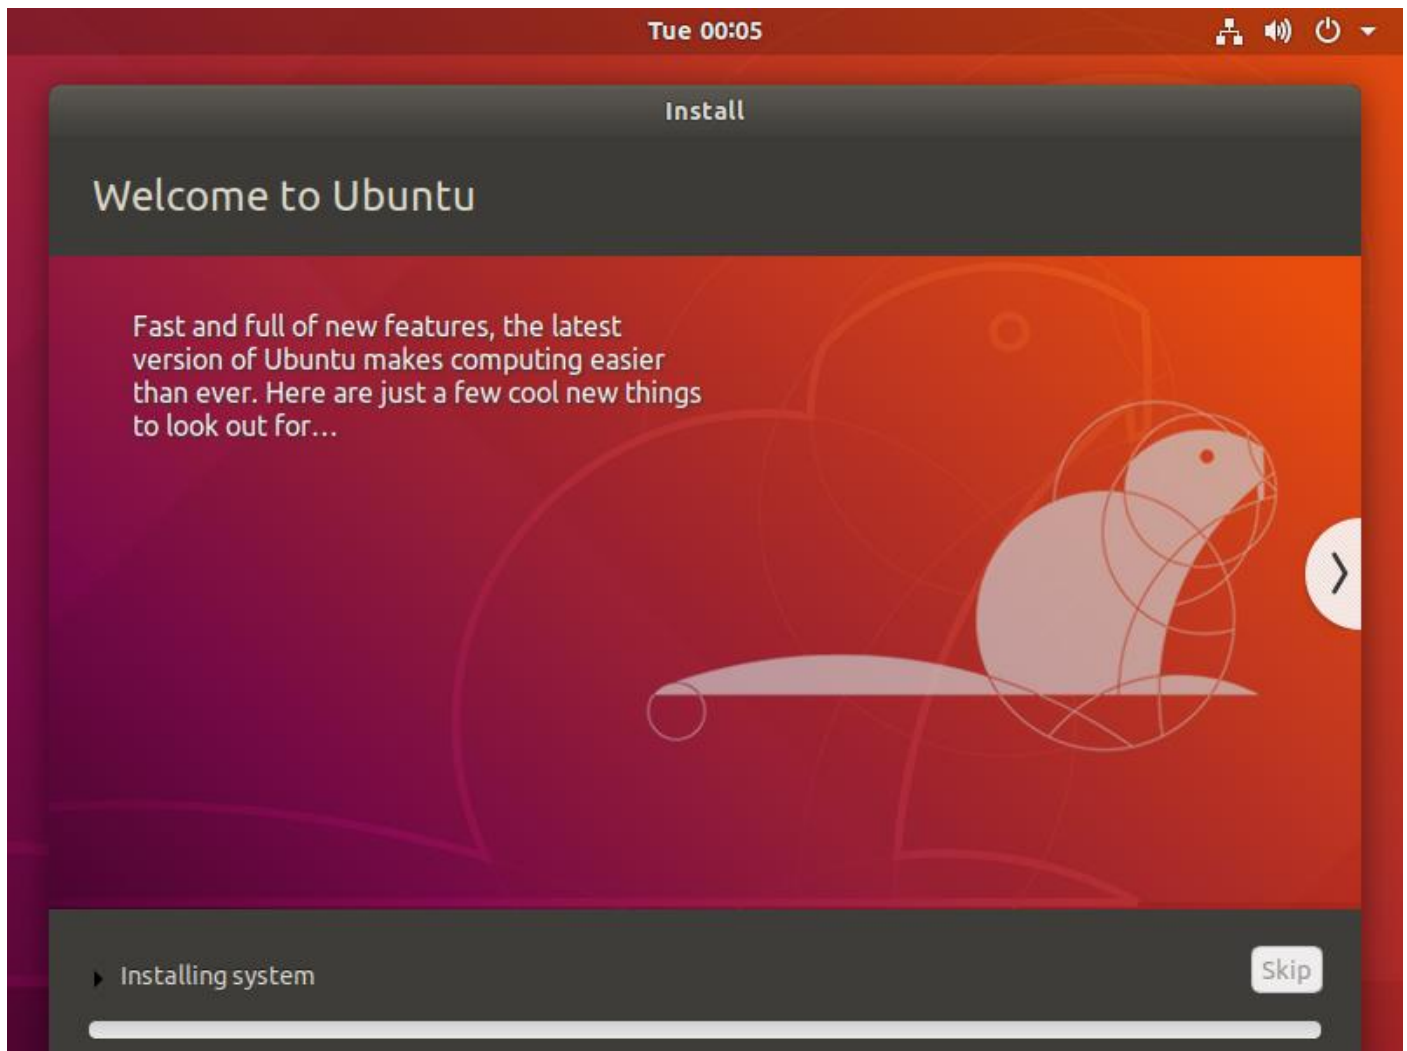 Tue 00:05
Install
Welcome to Ubuntu
Fast and full of new features, the latest
version of Ubuntu makes computing easier
than ever. Here are just a few cool new things
to look out for…
Installing system
Skip